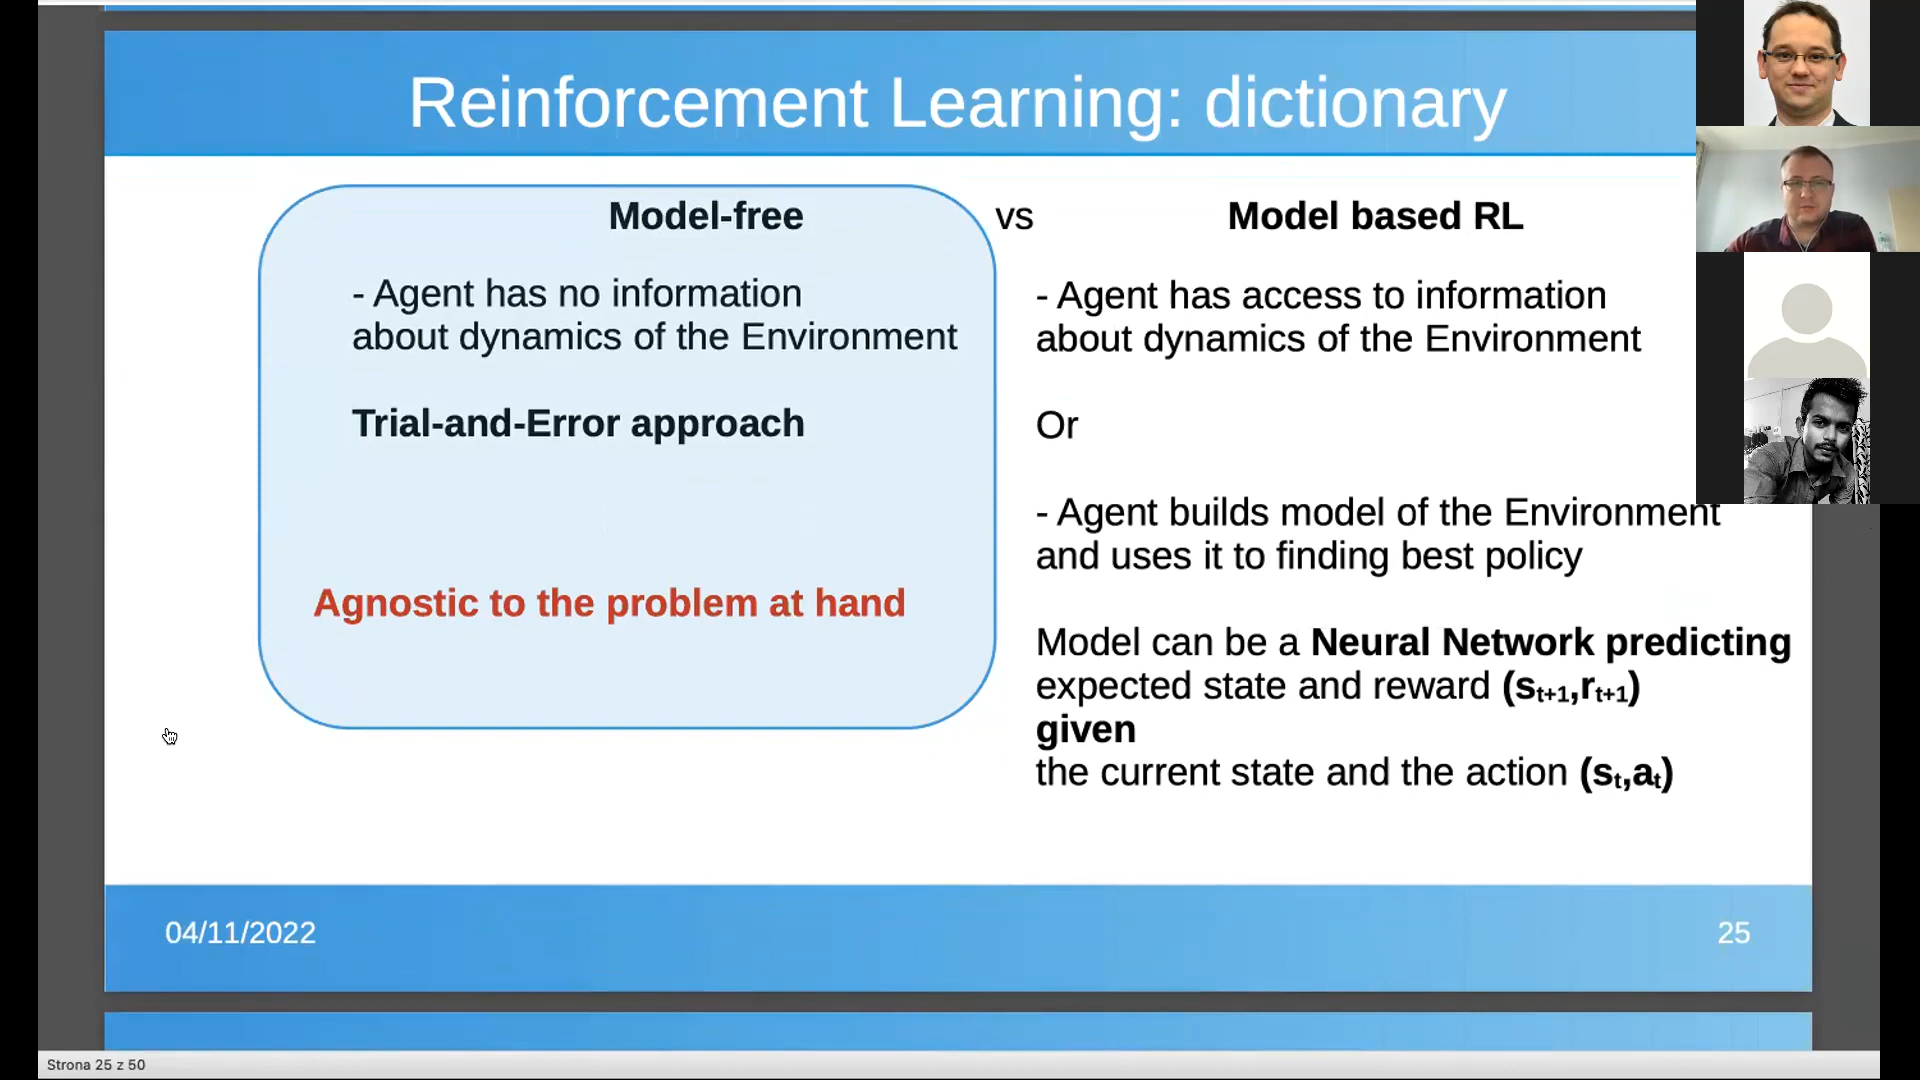 Reinforcement Learning: dictionary
Model-free
vs
Model based RL
- Agent has no information
about dynamics of the Environment
Trial-and-Error approach
Agnostic to the problem at hand
- Agent has access to information
about dynamics of the Environment
Or
- Agent builds model of the Environment
and uses it to finding best policy
Model can be a Neural Network predicting
expected state and reward (st+1,rt+1)
given
the current state and the action (st,at)
04/11/2022
25
Strona 25 z 50